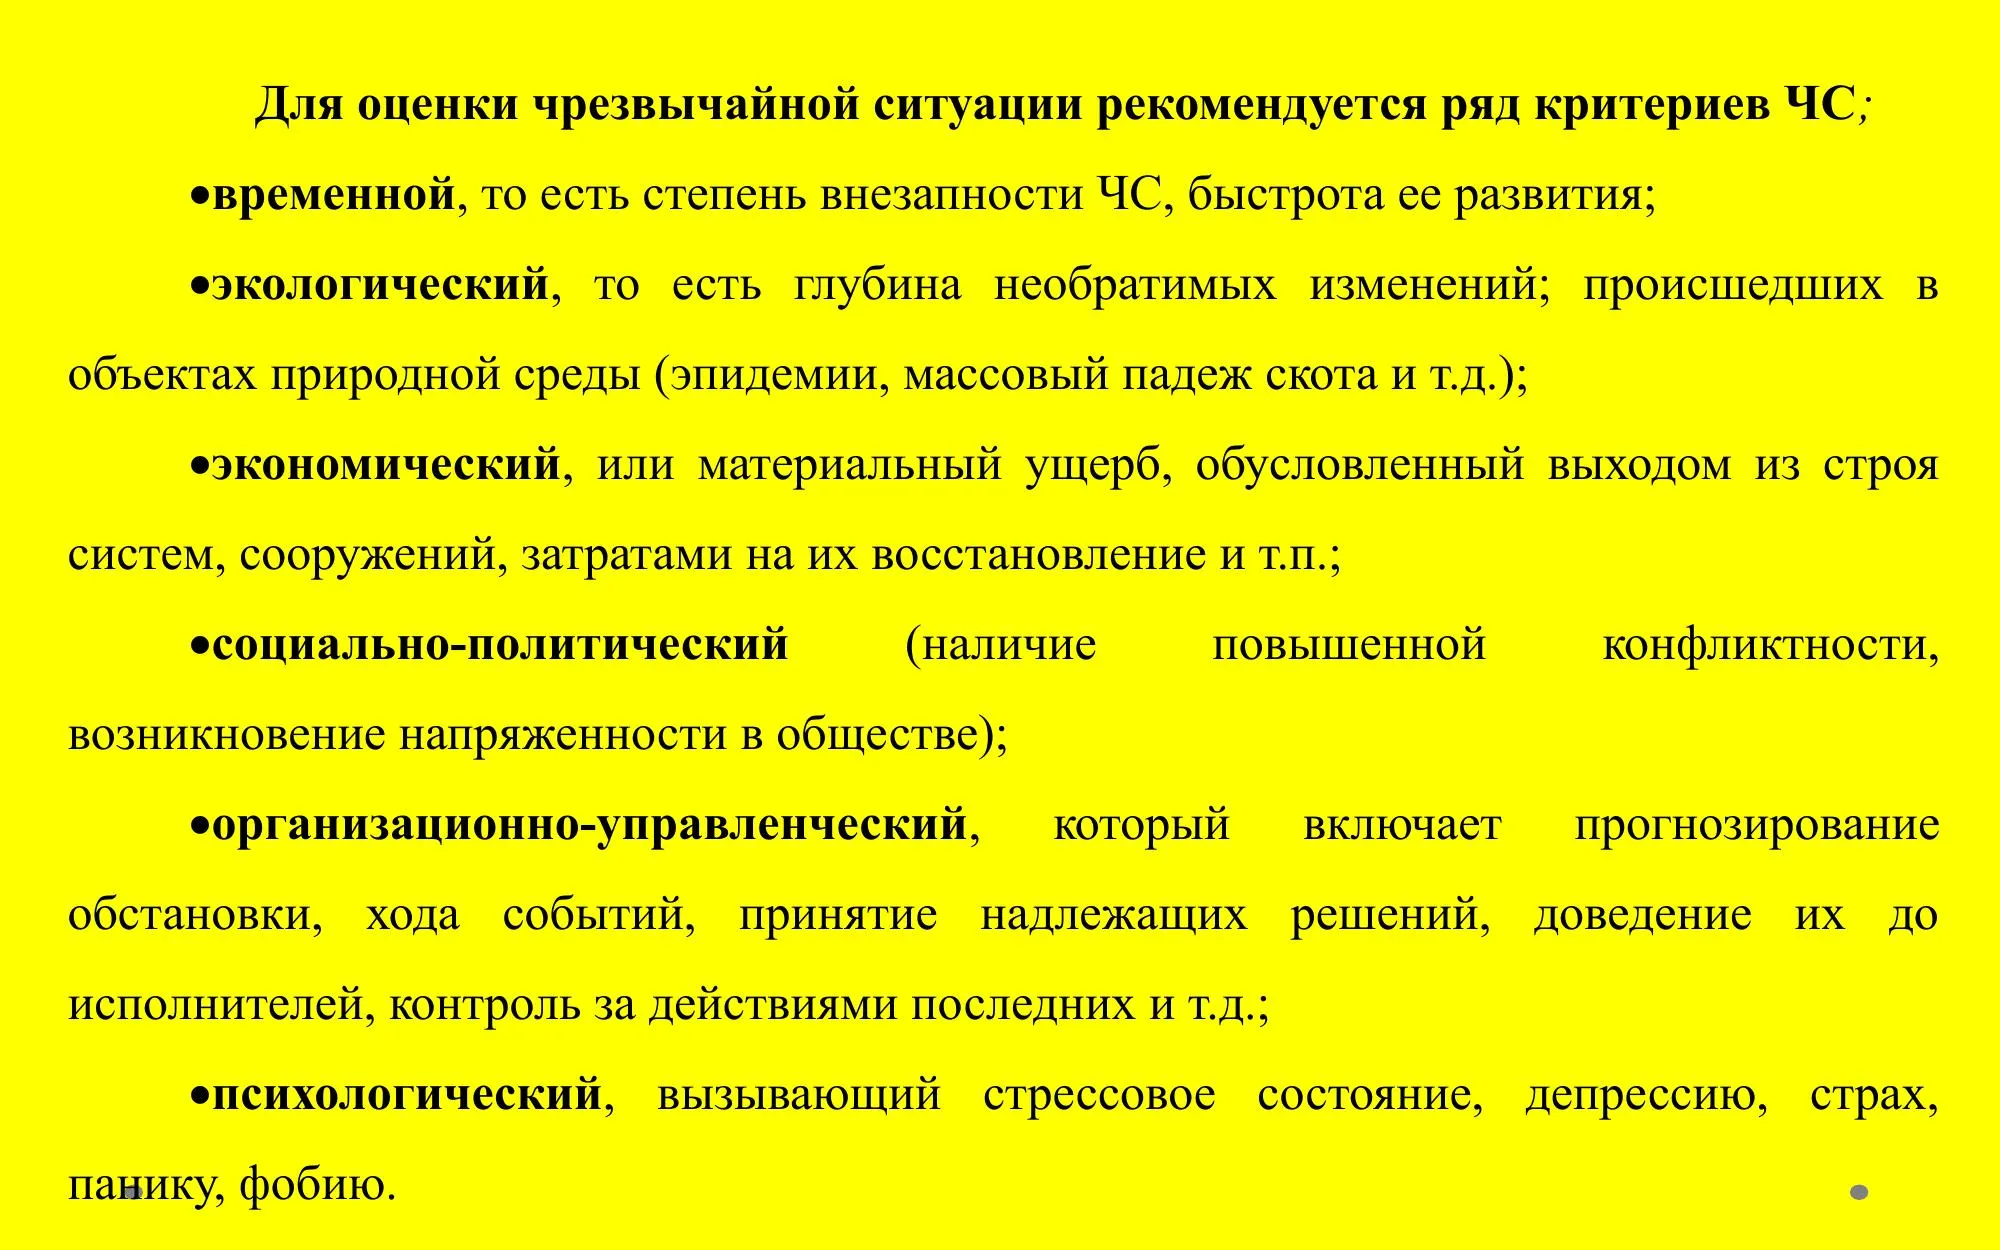 Для оценки чрезвычайной ситуации рекомендуется ряд критериев ЧС;
•временной, то есть степень внезапности ЧС, быстрота ее развития;
•экологический, то есть глубина необратимых изменений; происшедших в
объектах природной среды (эпидемии, массовый падеж скота и т.д.);
•экономический, или материальный ущерб, обусловленный выходом из строя
систем, сооружений, затратами на их восстановление и т.п.;
•социально-политический (наличие повышенной конфликтности,
возникновение напряженности в обществе);
•организационно-управленческий, который включает прогнозирование
обстановки, хода событий, принятие надлежащих решений, доведение их до
исполнителей, контроль за действиями последних и т.д.;
•психологический, вызывающий стрессовое состояние, депрессию, страх,
панику, фобию.